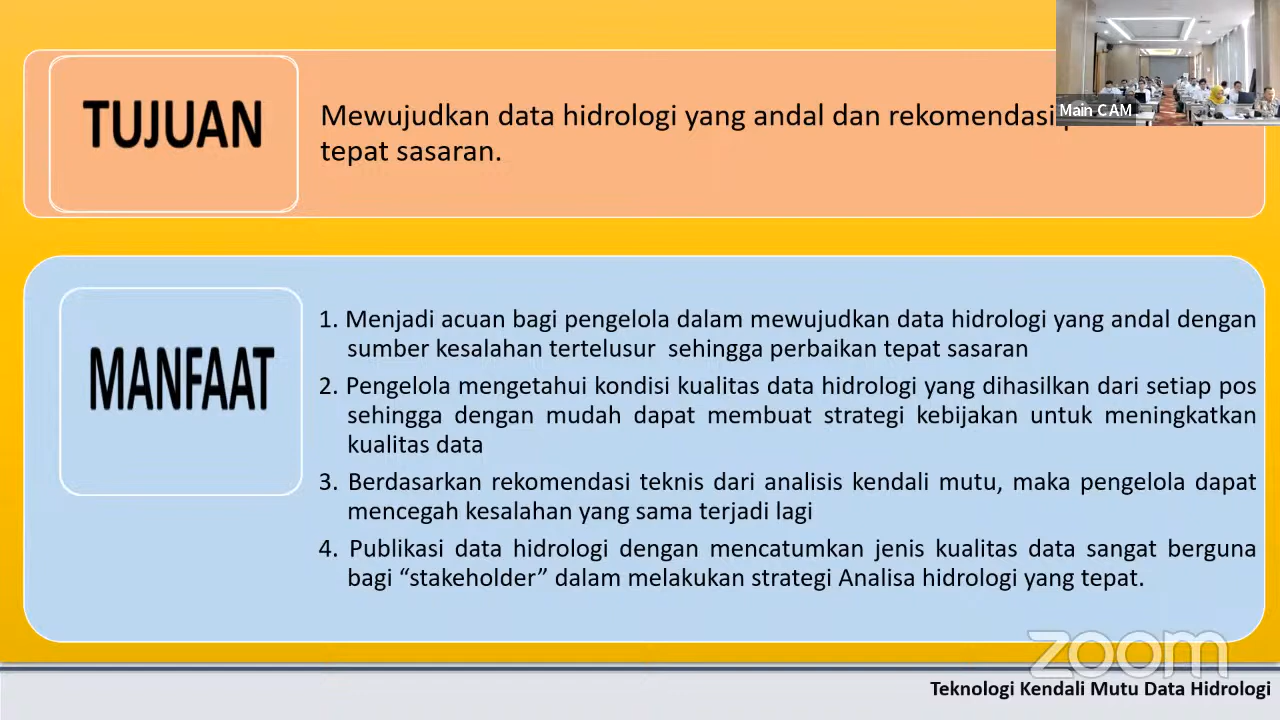 TUJUAN
Mewujudkan data hidrologi yang andal dan rekomendasi
tepat sasaran.
Main CAM
MANFAAT
1. Menjadi acuan bagi pengelola dalam mewujudkan data hidrologi yang andal dengan
sumber kesalahan tertelusur sehingga perbaikan tepat sasaran
2. Pengelola mengetahui kondisi kualitas data hidrologi yang dihasilkan dari setiap pos
sehingga dengan mudah dapat membuat strategi kebijakan untuk meningkatkan
kualitas data
3. Berdasarkan rekomendasi teknis dari analisis kendali mutu, maka pengelola dapat
mencegah kesalahan yang sama terjadi lagi
4. Publikasi data hidrologi dengan mencatumkan jenis kualitas data sangat berguna
bagi “stakeholder” dalam melakukan strategi Analisa hidrologi yang tepat.
zoom
Teknologi Kendali Mutu Data Hidrologi